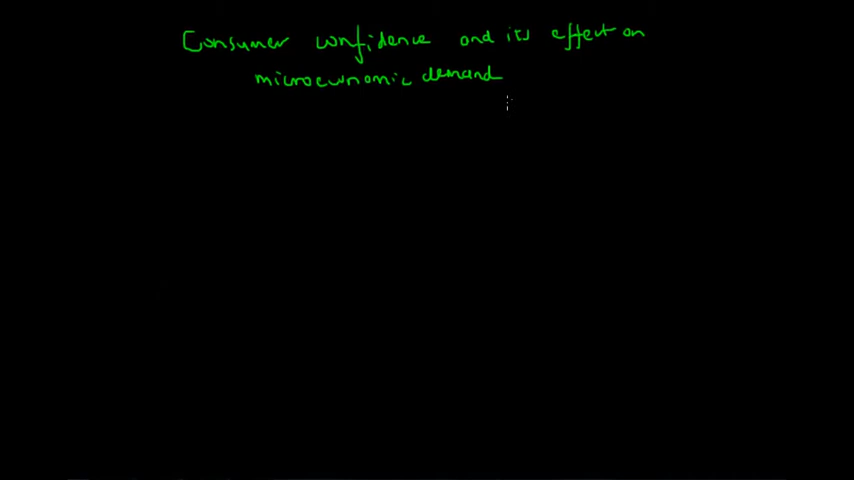 Consumer confidence and its effect on
microeconomic demand